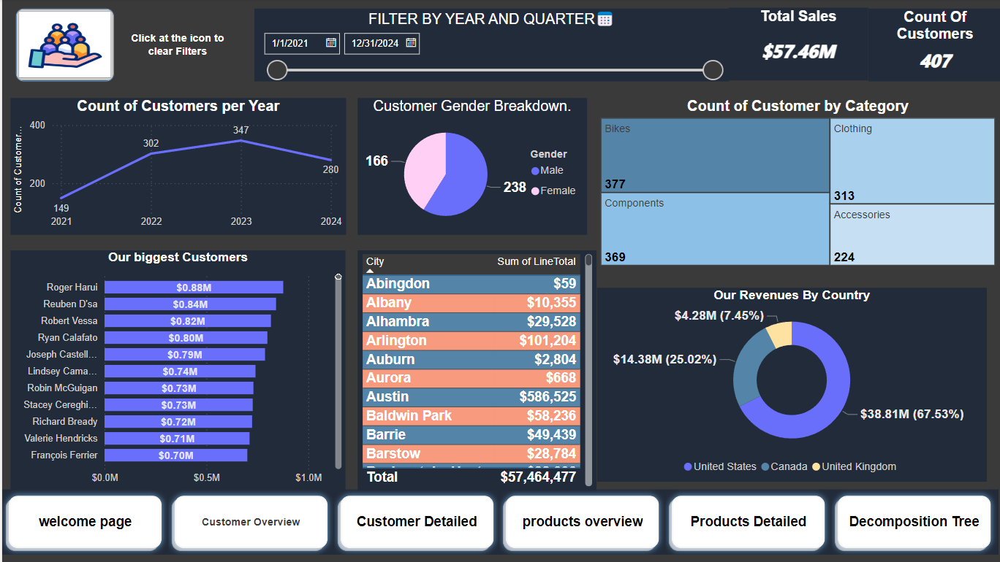 Click at the icon to
clear Filters
FILTER BY YEAR AND QUARTER
1/1/2021
12/31/2024
Total Sales
$57.46M
Count Of
Customers
407
Count of Customers per Year
Count of Customer...
400
200
149
302
347
280
2021
2022
2023
2024
Customer Gender Breakdown.
166
238
Gender
Male
Female
Count of Customer by Category
Bikes
377
Components
369
Clothing
313
Accessories
224
Our biggest Customers
Roger Harui $0.88M
Reuben D'sa $0.84M
Robert Vessa $0.82M
Ryan Calafato $0.80M
Joseph Castell... $0.79M
Lindsey Cama... $0.74M
Robin McGuigan $0.73M
Stacey Cereghi... $0.73M
Richard Bready $0.72M
Valerie Hendricks $0.71M
François Ferrier $0.70M
$0.0M $0.5M $1.0M
City Sum of LineTotal
Abingdon $59
Albany $10,355
Alhambra $29,528
Arlington $101,204
Auburn $2,804
Aurora $668
Austin $586,525
Baldwin Park $58,236
Barrie $49,439
Barstow $28,784
Total $57,464,477
Our Revenues By Country
$4.28M (7.45%)
$14.38M (25.02%)
$38.81M (67.53%)
United States Canada United Kingdom
welcome page
Customer Overview
Customer Detailed
products overview
Products Detailed
Decomposition Tree